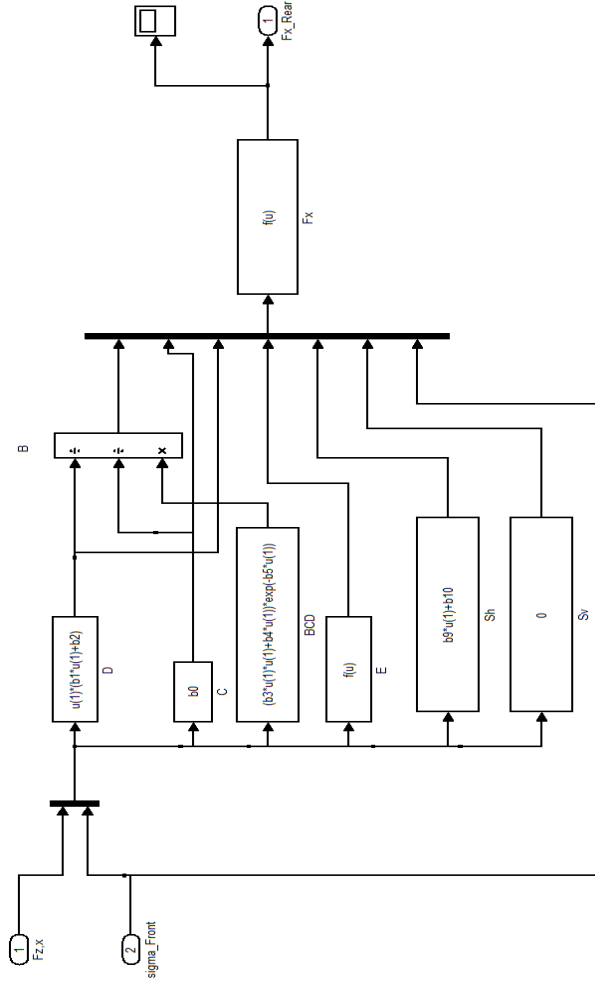 1
Fz,x
2
sigma_Front
u(1)*(b1*u(1)+b2)
D
b0
C
(b3*u(1)*u(1)+b4*u(1))*exp(-b5*u(1))
BCD
f(u)
E
b9*u(1)+b10
Sh
0
Sv
÷
÷
×
B
f(u)
Fx
1
Fx_Rear